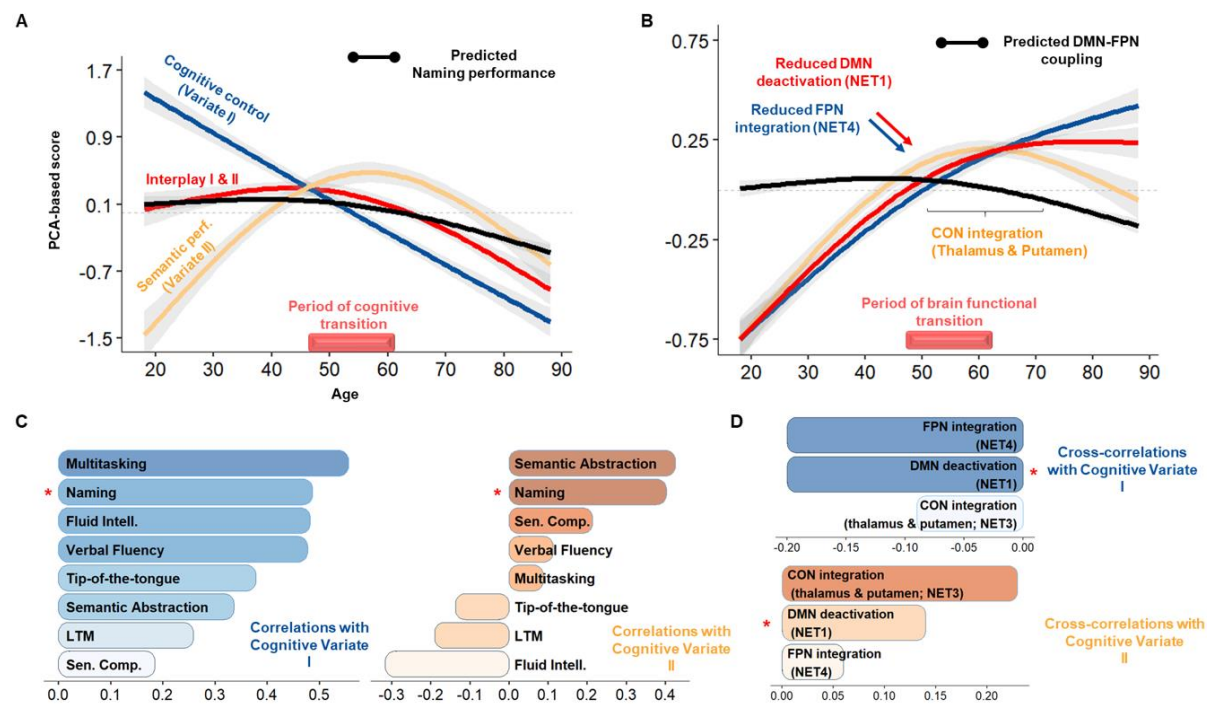 A
Predicted
Naming performance
Cognitive control
(Variate I)
Interplay I & II
Semantic perf.
(Variate II)
Period of cognitive
transition
PCA-based score
1.7
0.9
0.1
-0.7
-1.5
20 30 40 50 60 70 80 90
Age
B
Predicted DMN-FPN
coupling
Reduced DMN
deactivation (NET1)
Reduced FPN
integration (NET4)
CON integration
(Thalamus & Putamen)
Period of brain functional
transition
0.75
0.25
-0.25
-0.75
20 30 40 50 60 70 80 90
C
Multitasking
* Naming
Fluid Intell.
Verbal Fluency
Tip-of-the-tongue
Semantic Abstraction
LTM
Sen. Comp.
Correlations with
Cognitive Variate
I
0.0 0.1 0.2 0.3 0.4 0.5
Semantic Abstraction
* Naming
Sen. Comp.
Verbal Fluency
Multitasking
Tip-of-the-tongue
LTM
Fluid Intell.
Correlations with
Cognitive Variate
II
-0.3 -0.2 -0.1 0.0 0.1 0.2 0.3 0.4
D
FPN integration
(NET4)
DMN deactivation
(NET1) *
CON integration
(thalamus & putamen; NET3)
Cross-correlations
with Cognitive Variate
I
-0.20 -0.15 -0.10 -0.05 0.00
CON integration
(thalamus & putamen; NET3)
DMN deactivation
* (NET1)
FPN integration
(NET4)
Cross-correlations with
Cognitive Variate
II
0.00 0.05 0.10 0.15 0.20